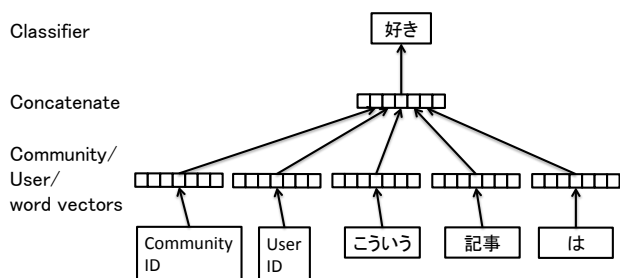 Classifier
好き
Concatenate
Community/
User/
word vectors
Community
ID
User
ID
こういう
記事
は